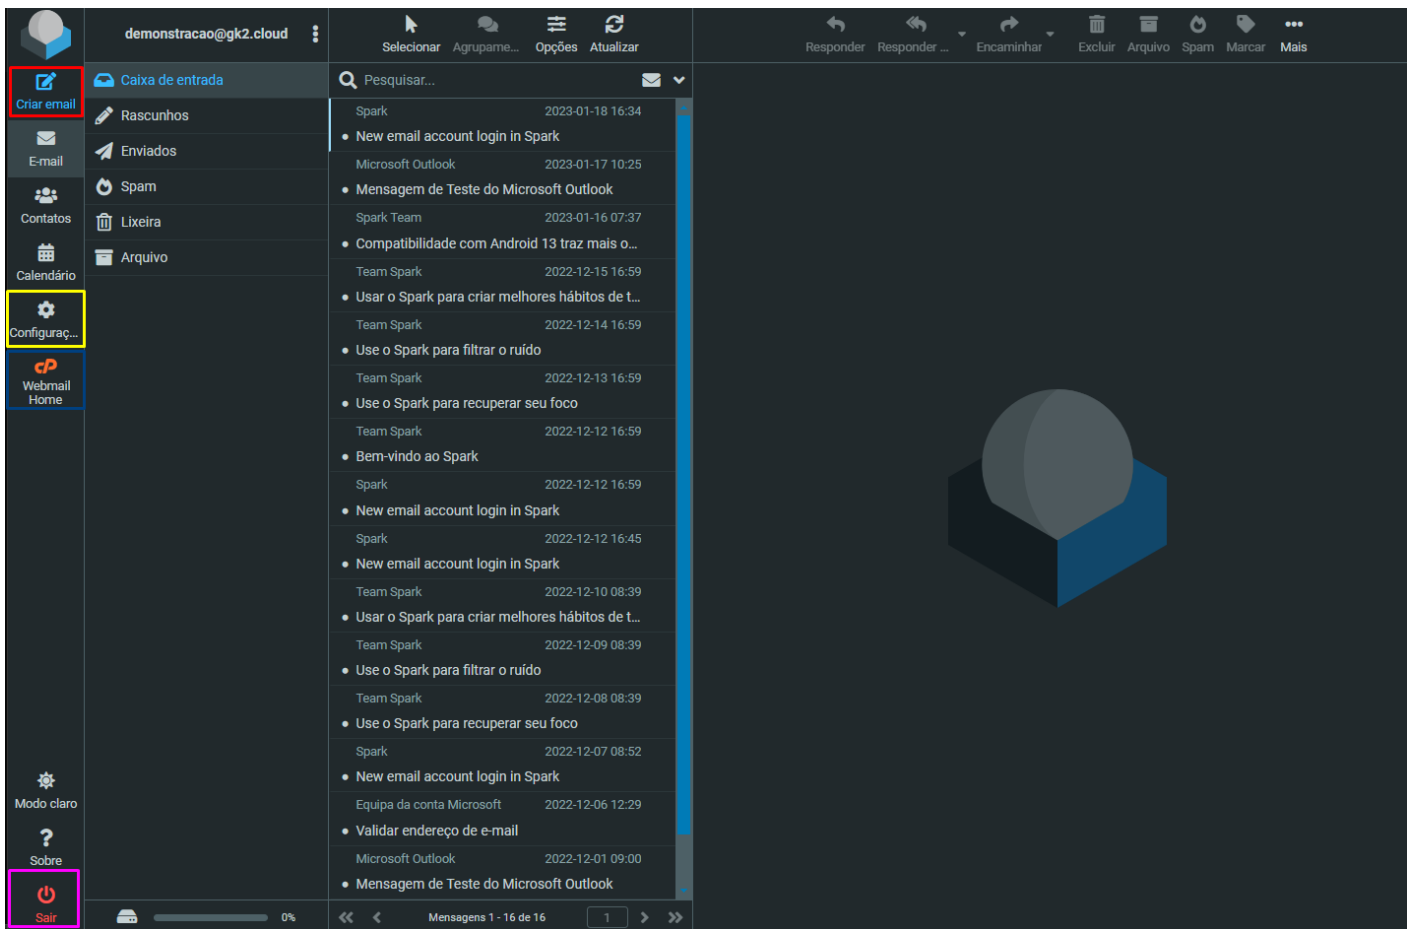 demonstracao@gk2.cloud
Selecionar
Agrupame...
Opções
Atualizar
Responder
Responder ...
Encaminhar
Excluir
Arquivo
Spam
Marcar
Mais
Criar email
E-mail
Contatos
Calendário
Configuraç...
cP
Webmail
Home
Modo claro
Sobre
Sair
Caixa de entrada
Rascunhos
Enviados
Spam
Lixeira
Arquivo
0%
Pesquisar...
Spark 2023-01-18 16:34
New email account login in Spark
Microsoft Outlook 2023-01-17 10:25
Mensagem de Teste do Microsoft Outlook
Spark Team 2023-01-16 07:37
Compatibilidade com Android 13 traz mais o...
Team Spark 2022-12-15 16:59
Usar o Spark para criar melhores hábitos de t...
Team Spark 2022-12-14 16:59
Use o Spark para filtrar o ruído
Team Spark 2022-12-13 16:59
Use o Spark para recuperar seu foco
Team Spark 2022-12-12 16:59
Bem-vindo ao Spark
Spark 2022-12-12 16:59
New email account login in Spark
Spark 2022-12-12 16:45
New email account login in Spark
Team Spark 2022-12-10 08:39
Usar o Spark para criar melhores hábitos de t...
Team Spark 2022-12-09 08:39
Use o Spark para filtrar o ruído
Team Spark 2022-12-08 08:39
Use o Spark para recuperar seu foco
Spark 2022-12-07 08:52
New email account login in Spark
Equipa da conta Microsoft 2022-12-06 12:29
Validar endereço de e-mail
Microsoft Outlook 2022-12-01 09:00
Mensagem de Teste do Microsoft Outlook
Mensagens 1 - 16 de 16
1